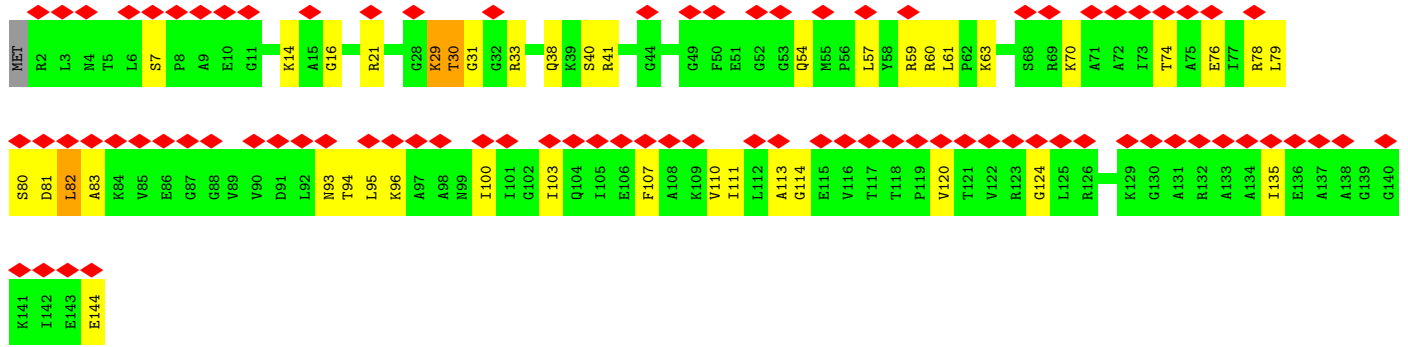 MET R2 L3 N4 T5 L6 S7 P8 A9 E10 G11 K14 A15 G16 R21 G28 K29 T30 G31 G32 R33 Q38 K39 S40 R41 G44 G49 F50 E51 G52 G53 Q54 M55 P56 L57 Y58 R59 R60 L61 P62 K63 S68 R69 K70 A71 A72 I73 T74 A75 E76 I77 R78 L79
S80 D81 L82 A83 K84 V85 E86 G87 G88 V89 V90 D91 L92 N93 T94 L95 K96 A97 A98 N99 I100 I101 G102 I103 Q104 I105 E106 F107 A108 K109 V110 I111 L112 A113 G114 E115 V116 T117 T118 P119 V120 T121 V122 R123 G124 L125 R126 K129 G130 A131 R132 A133 A134 I135 E136 A137 A138 G139 G140
K141 I142 E143 E144